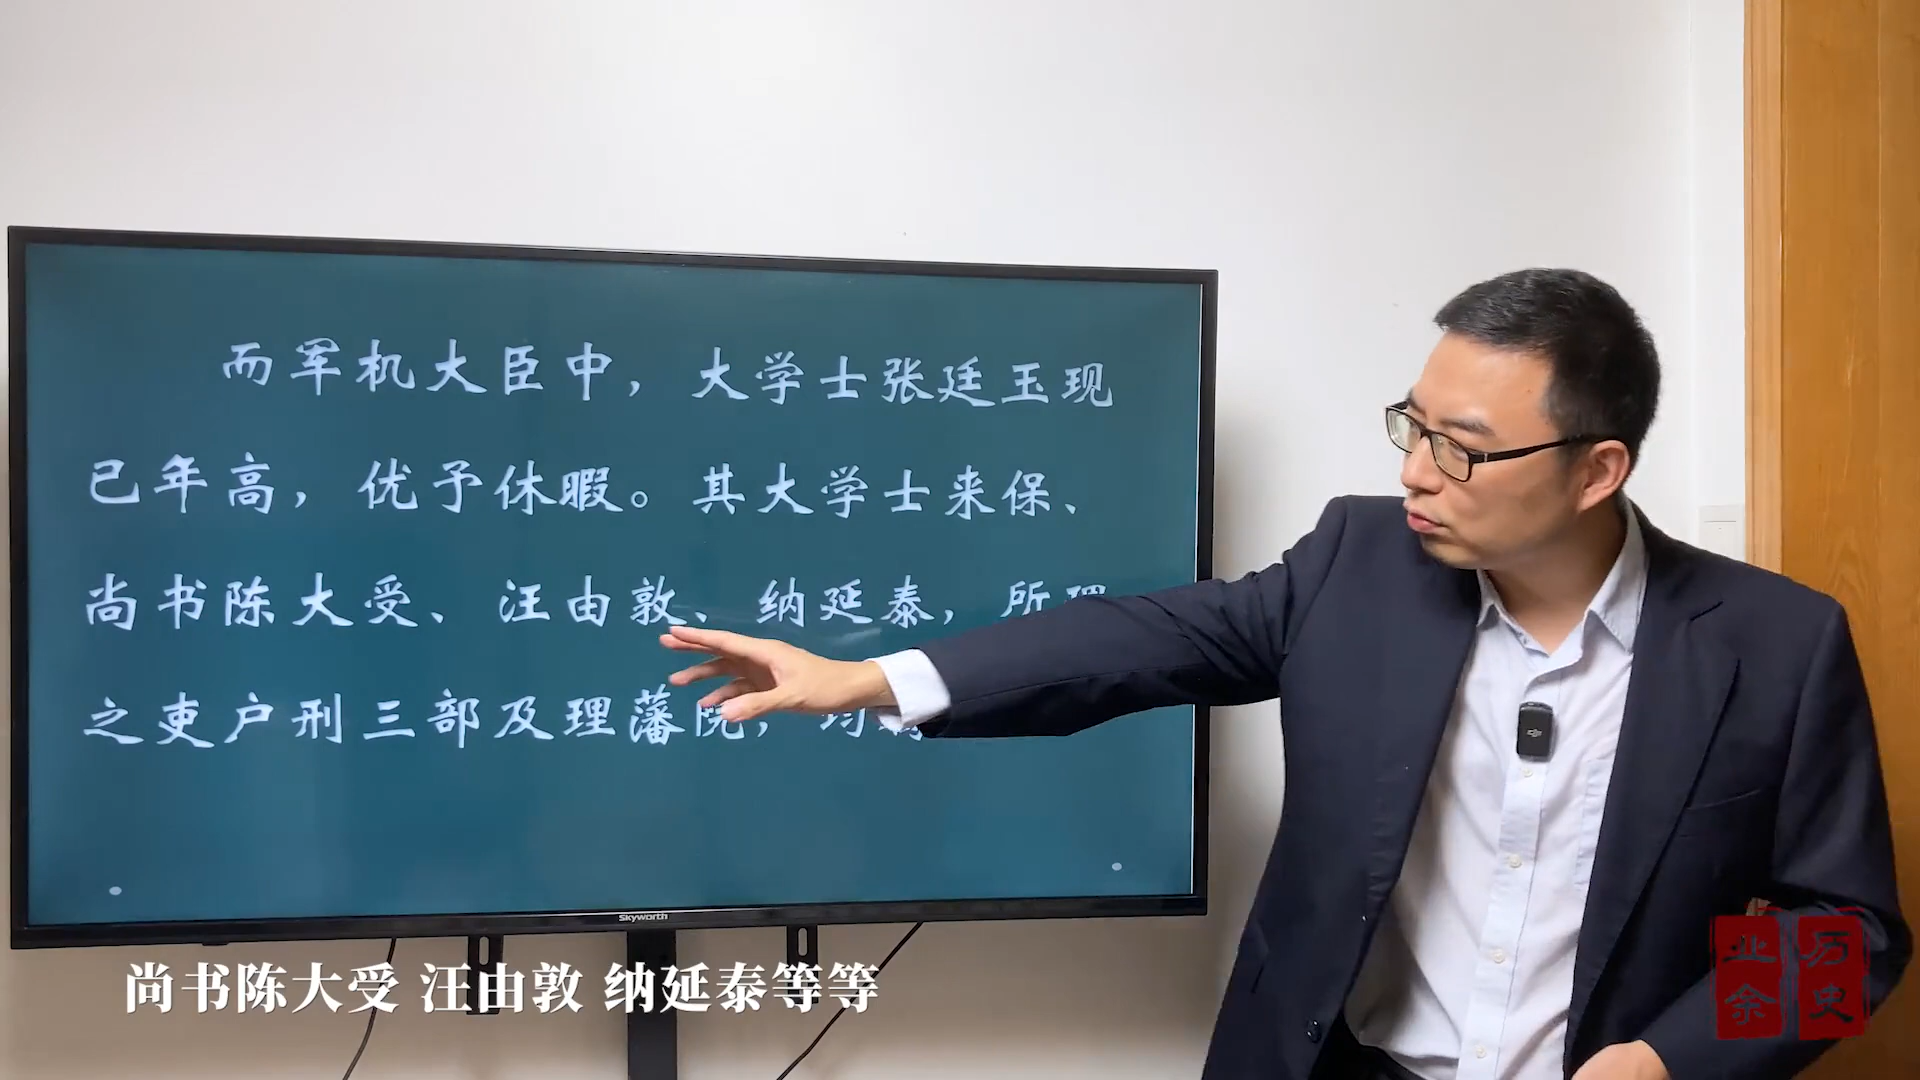 而军机大臣中，大学士张廷玉现
已年高，优予休暇。其大学士来保、
尚书陈大受、汪由敦、纳延泰，所理
之吏户刑三部及理藩院，均
Skyworth
尚书陈大受 汪由敦 纳延泰等等
业余
历史